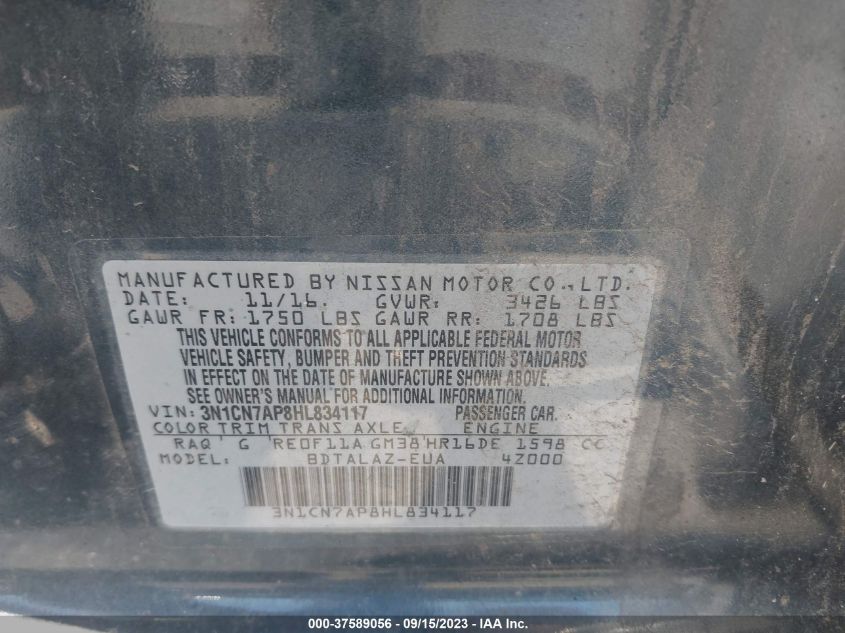 MANUFACTURED BY NISSAN MOTOR CO., LTD.
DATE: 11/16. GVWR: 3426 LBS
GAWR FR: 1750 LBS GAWR RR: 1708 LBS
THIS VEHICLE CONFORMS TO ALL APPLICABLE FEDERAL MOTOR
VEHICLE SAFETY, BUMPER AND THEFT PREVENTION STANDARDS
IN EFFECT ON THE DATE OF MANUFACTURE SHOWN ABOVE.
SEE OWNER'S MANUAL FOR ADDITIONAL INFORMATION.
VIN: 3N1CN7AP8HL834117 PASSENGER CAR.
COLOR TRIM TRANS AXLE ENGINE
RAQ G RE0F11A GM38 HR16DE 1598 CC
MODEL: BDTALAZ-EUA 4Z000
3N1CN7AP8HL834117
000-37589056 - 09/15/2023 - IAA Inc.